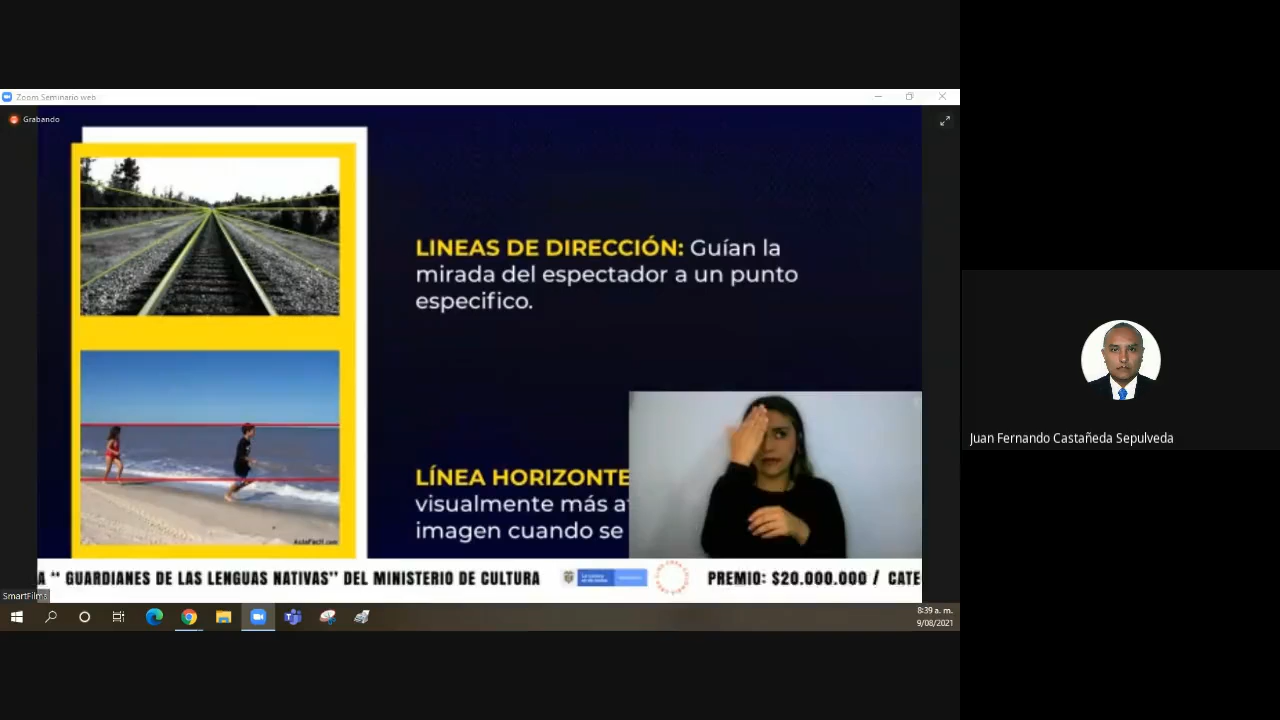 Zoom Seminario web
Grabando
LINEAS DE DIRECCIÓN: Guían la
mirada del espectador a un punto
especifico.
LÍNEA HORIZONTE
visualmente más a
imagen cuando se
AulaFacil.com
A “ GUARDIANES DE LAS LENGUAS NATIVAS” DEL MINISTERIO DE CULTURA
PREMIO: $20.000.000 / CATE
SmartFilms
Juan Fernando Castañeda Sepulveda
8:39 a. m.
9/08/2021